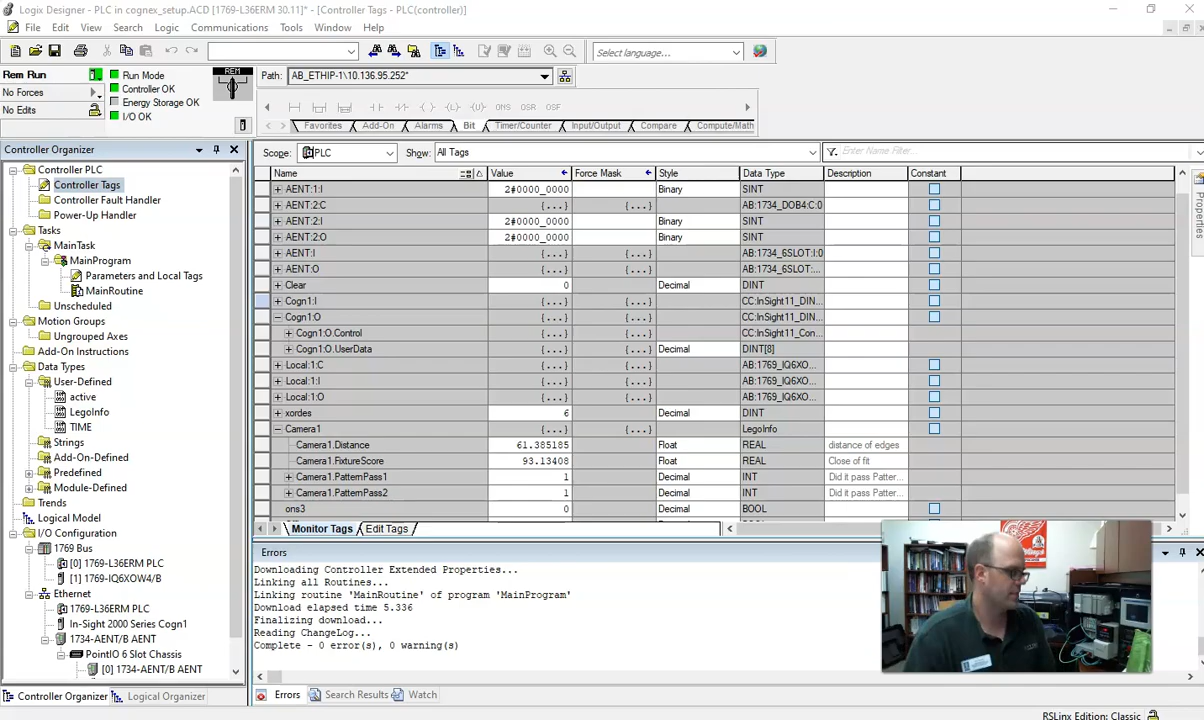 Logix Designer - PLC in cognex_setup.ACD [1769-L36ERM 30.11]* - [Controller Tags - PLC(controller)]
File Edit View Search Logic Communications Tools Window Help
Select language...
Rem Run
No Forces
No Edits
Run Mode
Controller OK
Energy Storage OK
I/O OK
REM
Path: AB_ETHIP-1\10.136.95.252*
ONS OSR OSF
Favorites Add-On Alarms Bit Timer/Counter Input/Output Compare Compute/Math
Controller Organizer
Controller PLC
Controller Tags
Controller Fault Handler
Power-Up Handler
Tasks
MainTask
MainProgram
Parameters and Local Tags
MainRoutine
Unscheduled
Motion Groups
Ungrouped Axes
Add-On Instructions
Data Types
User-Defined
active
LegoInfo
TIME
Strings
Add-On-Defined
Predefined
Module-Defined
Trends
Logical Model
I/O Configuration
1769 Bus
[0] 1769-L36ERM PLC
[1] 1769-IQ6XOW4/B
Ethernet
1769-L36ERM PLC
In-Sight 2000 Series Cogn1
1734-AENT/B AENT
PointIO 6 Slot Chassis
[0] 1734-AENT/B AENT
Controller Organizer Logical Organizer
Scope: PLC Show: All Tags Enter Name Filter...
Name Value Force Mask Style Data Type Description Constant
AENT:1:I 2#0000_0000 Binary SINT
AENT:2:C {...} {...} AB:1734_DOB4:C:0
AENT:2:I 2#0000_0000 Binary SINT
AENT:2:O 2#0000_0000 Binary SINT
AENT:I {...} {...} AB:1734_6SLOT:I:0
AENT:O {...} {...} AB:1734_6SLOT:...
Clear 0 Decimal DINT
Cogn1:I {...} {...} CC:InSight11_DIN...
Cogn1:O {...} {...} CC:InSight11_DIN...
Cogn1:O.Control {...} {...} CC:InSight11_Con...
Cogn1:O.UserData {...} {...} Decimal DINT[8]
Local:1:C {...} {...} AB:1769_IQ6XO...
Local:1:I {...} {...} AB:1769_IQ6XO...
Local:1:O {...} {...} AB:1769_IQ6XO...
xordes 6 Decimal DINT
Camera1 {...} {...} LegoInfo
Camera1.Distance 61.385185 Float REAL distance of edges
Camera1.FixtureScore 93.13408 Float REAL Close of fit
Camera1.PatternPass1 1 Decimal INT Did it pass Patter...
Camera1.PatternPass2 1 Decimal INT Did it pass Patter...
ons3 0 Decimal BOOL
Monitor Tags Edit Tags
Properties
Errors
Downloading Controller Extended Properties...
Linking all Routines...
Linking routine 'MainRoutine' of program 'MainProgram'
Download elapsed time 5.336
Finalizing download...
Reading ChangeLog...
Complete - 0 error(s), 0 warning(s)
Errors Search Results Watch
RSLinx Edition: Classic